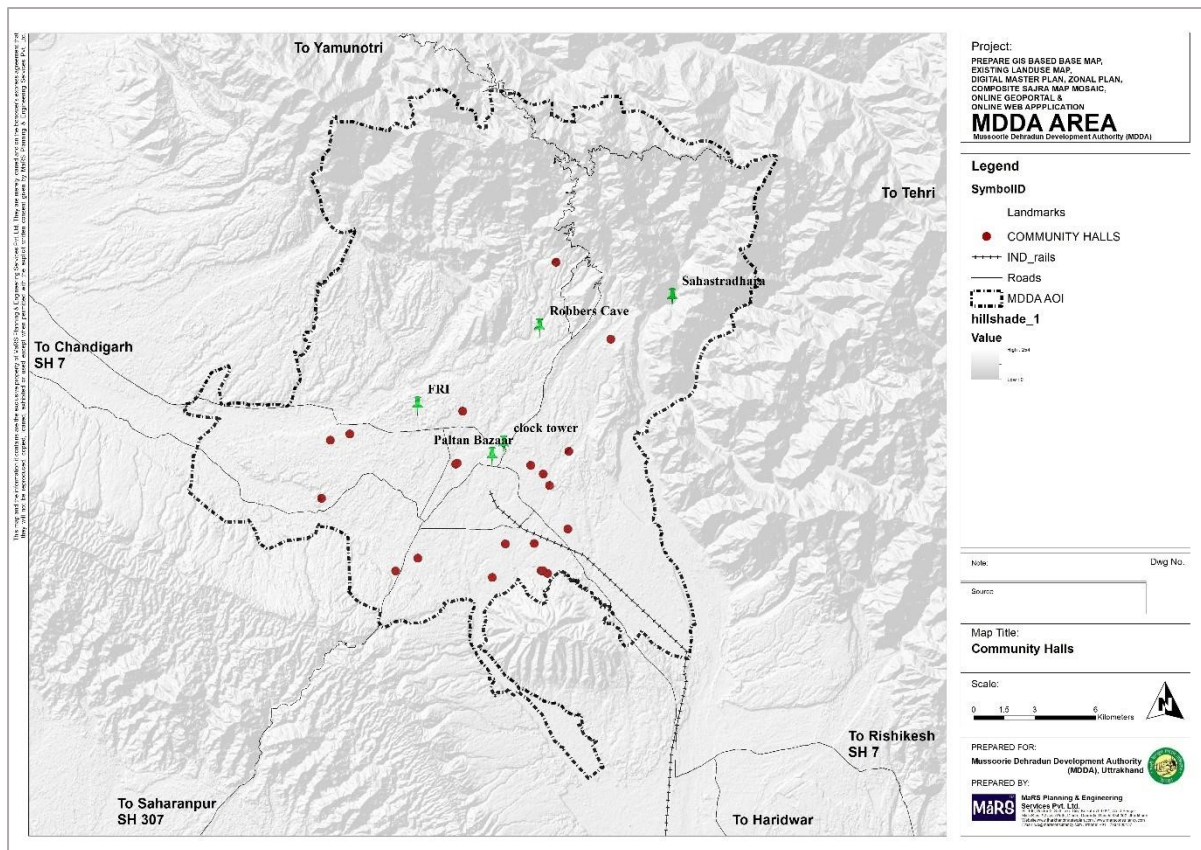 To Yamunotri
To Tehri
Sahastradhara
Robbers Cave
To Chandigarh
SH 7
FRI
clock tower
Paltan Bazaar
To Rishikesh
SH 7
To Saharanpur
SH 307
To Haridwar
Project:
PREPARE GIS BASED BASE MAP,
EXISTING LANDUSE MAP,
DIGITAL MASTER PLAN, ZONAL PLAN,
COMPOSITE SAJRA MAP MOSAIC,
ONLINE GEOPORTAL &
ONLINE WEB APPPLICATION
MDDA AREA
Mussoorie Dehradun Development Authority (MDDA)
Legend
SymbolID
Landmarks
COMMUNITY HALLS
IND_rails
Roads
MDDA AOI
hillshade_1
Value
High : 254
Low : 0
Note:
Dwg No.
Source:
Map Title:
Community Halls
Scale:
0 1.5 3 6
Kilometers
N
PREPARED FOR:
Mussoorie Dehradun Development Authority
(MDDA), Uttrakhand
PREPARED BY:
MaRS
MaRS Planning & Engineering
Services Pvt. Ltd.